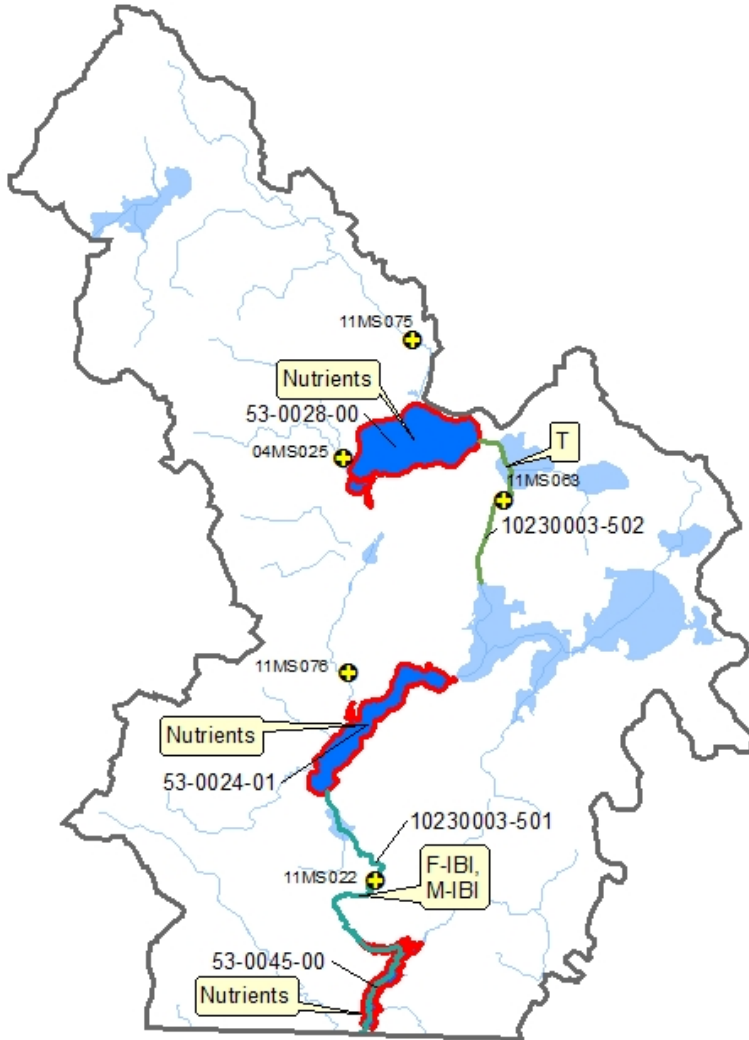 11MS075
Nutrients
53-0028-00
T
04MS025
11MS063
10230003-502
11MS076
Nutrients
53-0024-01
10230003-501
F-IBI,
M-IBI
11MS022
53-0045-00
Nutrients